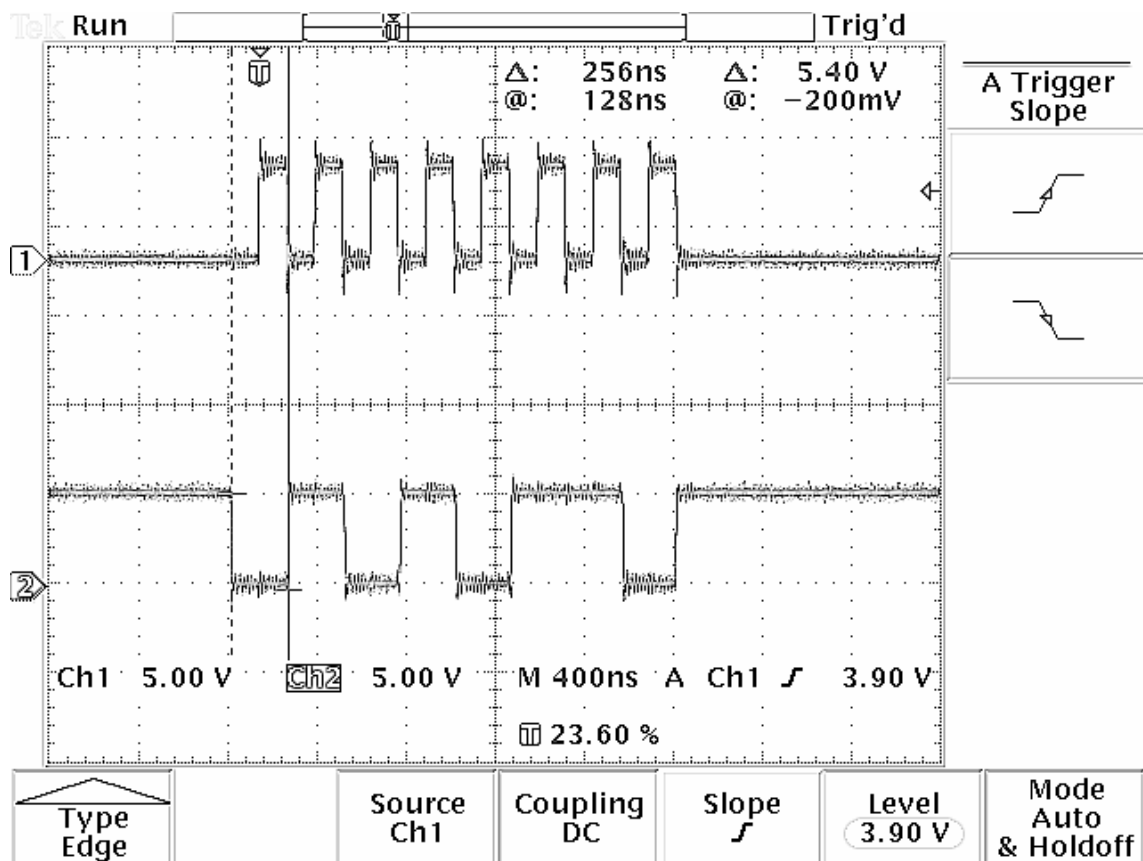 Tek Run Trig'd
Δ: 256ns Δ: 5.40 V
@: 128ns @: −200mV
A Trigger
Slope
T
1
2
Ch1 5.00 V Ch2 5.00 V M 400ns A Ch1 3.90 V
T 23.60 %
Type
Edge
Source
Ch1
Coupling
DC
Slope
Level
3.90 V
Mode
Auto
& Holdoff